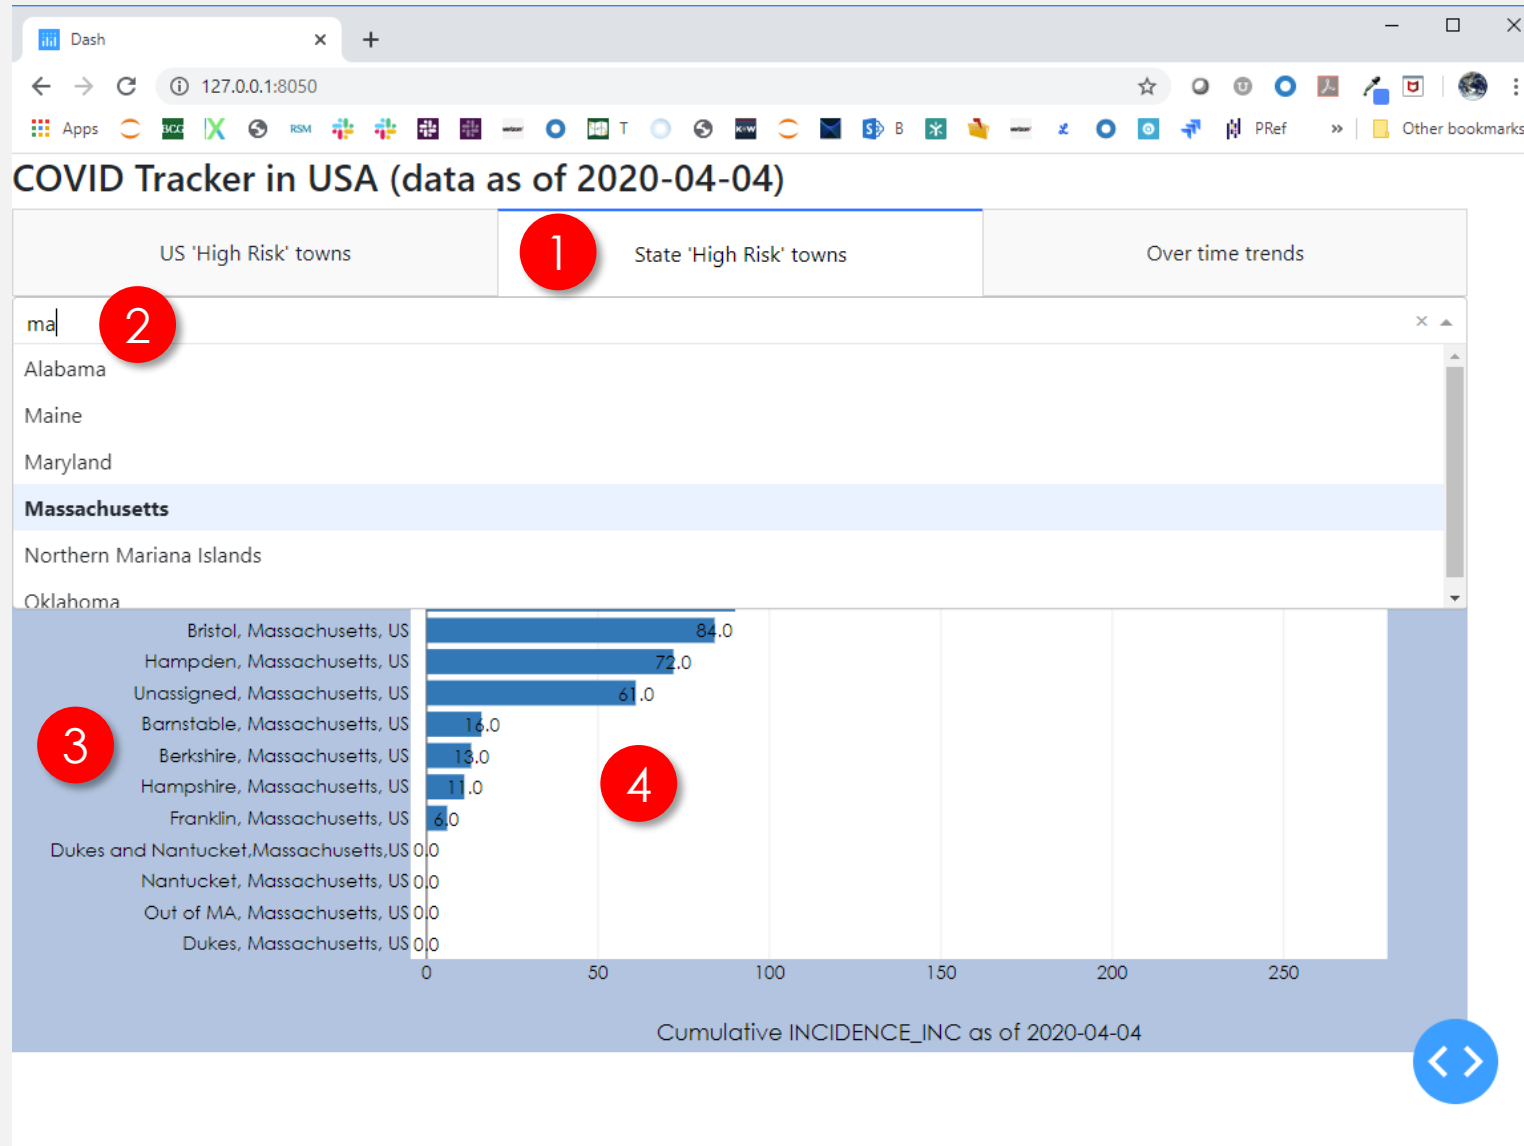 Dash
127.0.0.1:8050
Apps BCG RSM T K&W B PRef » Other bookmarks
COVID Tracker in USA (data as of 2020-04-04)
US 'High Risk' towns 1 State 'High Risk' towns Over time trends
ma 2
Alabama
Maine
Maryland
Massachusetts
Northern Mariana Islands
Oklahoma
Bristol, Massachusetts, US 84.0
Hampden, Massachusetts, US 72.0
Unassigned, Massachusetts, US 61.0
Barnstable, Massachusetts, US 16.0
3
Berkshire, Massachusetts, US 13.0
4
Hampshire, Massachusetts, US 11.0
Franklin, Massachusetts, US 6.0
Dukes and Nantucket,Massachusetts,US 0.0
Nantucket, Massachusetts, US 0.0
Out of MA, Massachusetts, US 0.0
Dukes, Massachusetts, US 0.0
0 50 100 150 200 250
Cumulative INCIDENCE_INC as of 2020-04-04